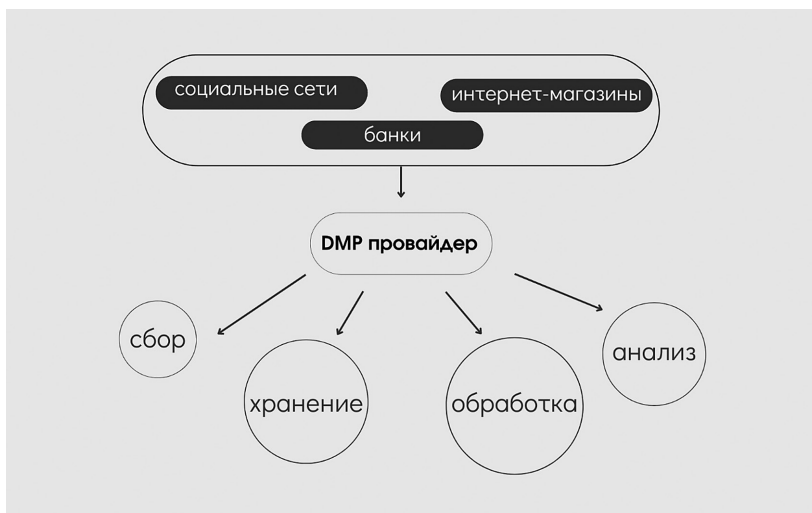 социальные сети
интернет-магазины
банки
DMP провайдер
сбор
хранение
обработка
анализ